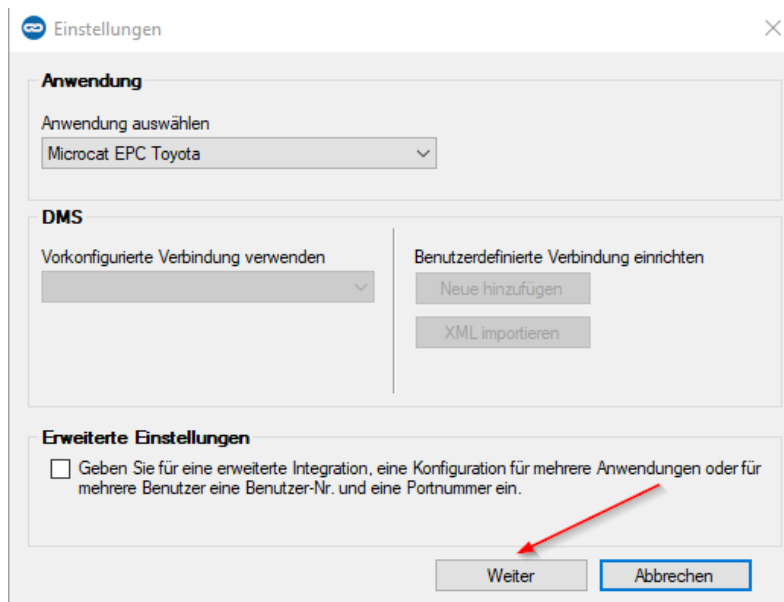 Einstellungen
Anwendung
Anwendung auswählen
Microcat EPC Toyota
DMS
Vorkonfigurierte Verbindung verwenden
Benutzerdefinierte Verbindung einrichten
Neue hinzufügen
XML importieren
Erweiterte Einstellungen
Geben Sie für eine erweiterte Integration, eine Konfiguration für mehrere Anwendungen oder für
mehrere Benutzer eine Benutzer-Nr. und eine Portnummer ein.
Weiter
Abbrechen